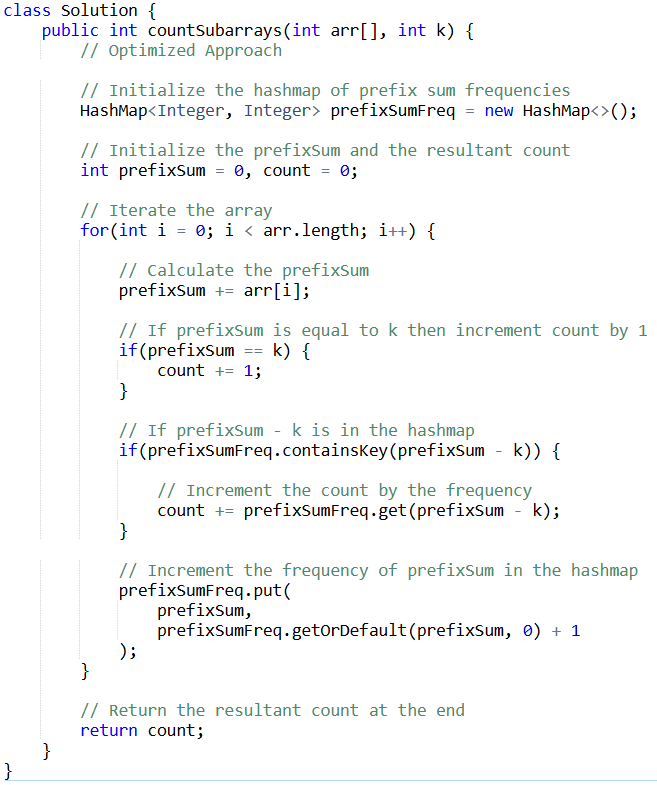 class Solution {
    public int countSubarrays(int arr[], int k) {
        // Optimized Approach

        // Initialize the hashmap of prefix sum frequencies
        HashMap<Integer, Integer> prefixSumFreq = new HashMap<>();

        // Initialize the prefixSum and the resultant count
        int prefixSum = 0, count = 0;

        // Iterate the array
        for(int i = 0; i < arr.length; i++) {

            // Calculate the prefixSum
            prefixSum += arr[i];

            // If prefixSum is equal to k then increment count by 1
            if(prefixSum == k) {
                count += 1;
            }

            // If prefixSum - k is in the hashmap
            if(prefixSumFreq.containsKey(prefixSum - k)) {

                // Increment the count by the frequency
                count += prefixSumFreq.get(prefixSum - k);
            }

            // Increment the frequency of prefixSum in the hashmap
            prefixSumFreq.put(
                prefixSum,
                prefixSumFreq.getOrDefault(prefixSum, 0) + 1
            );
        }

        // Return the resultant count at the end
        return count;
    }
}